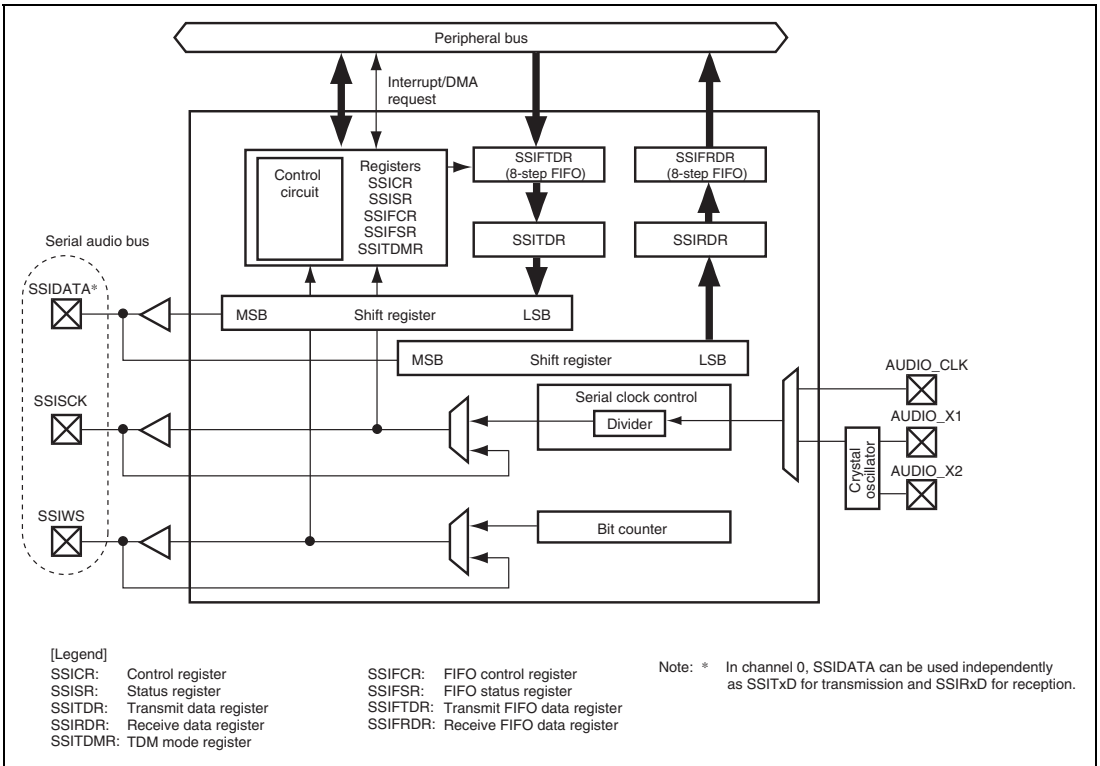 Peripheral bus
Interrupt/DMA
request
Control
circuit
Registers
SSICR
SSISR
SSIFCR
SSIFSR
SSITDMR
SSIFTDR
(8-step FIFO)
SSIFRDR
(8-step FIFO)
SSITDR
SSIRDR
Serial audio bus
SSIDATA*
MSB Shift register LSB
MSB Shift register LSB
SSISCK
Serial clock control
Divider
AUDIO_CLK
AUDIO_X1
AUDIO_X2
Crystal
oscillator
SSIWS
Bit counter
[Legend]
SSICR: Control register
SSISR: Status register
SSITDR: Transmit data register
SSIRDR: Receive data register
SSITDMR: TDM mode register
SSIFCR: FIFO control register
SSIFSR: FIFO status register
SSIFTDR: Transmit FIFO data register
SSIFRDR: Receive FIFO data register
Note: * In channel 0, SSIDATA can be used independently
as SSITxD for transmission and SSIRxD for reception.